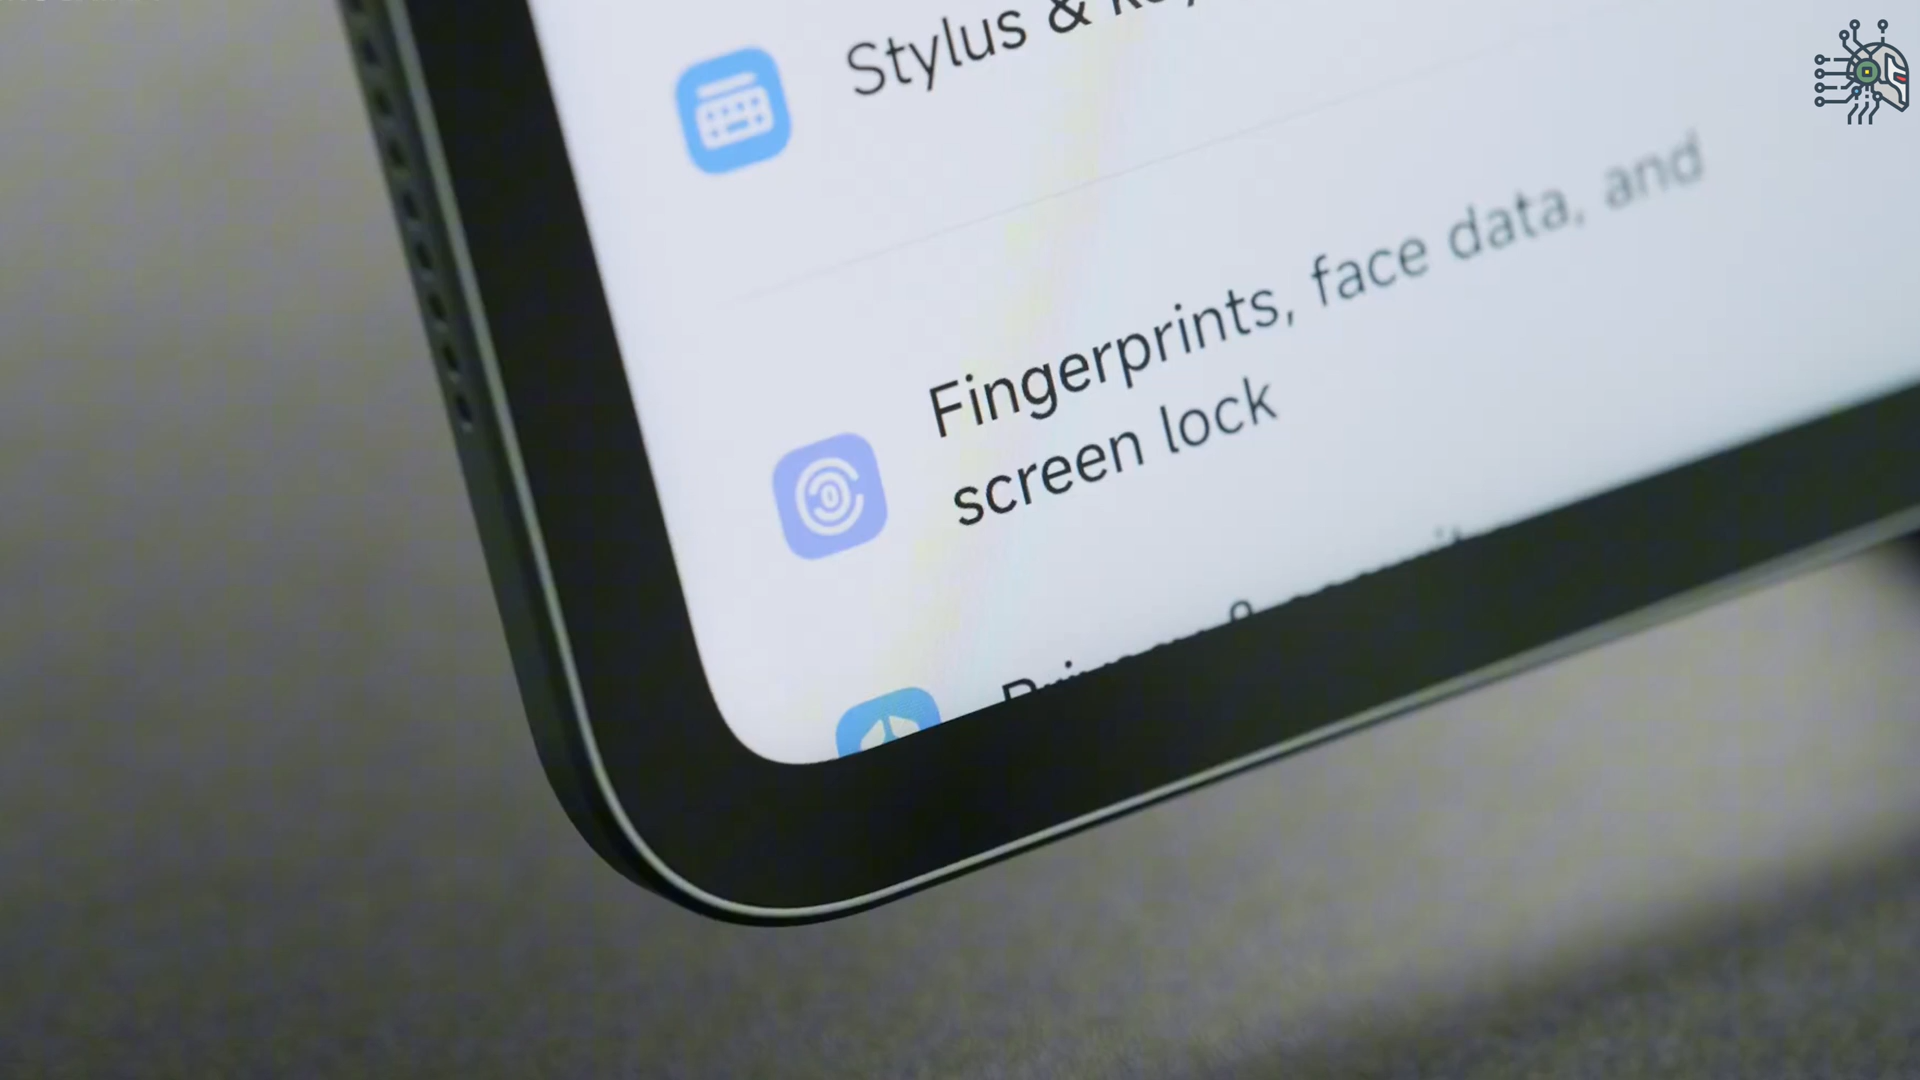 Stylus &
Fingerprints, face data, and
screen lock